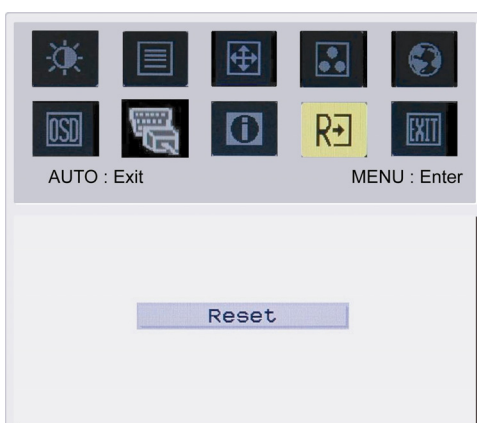 OSD
i
R
EXIT
AUTO : Exit
MENU : Enter
Reset